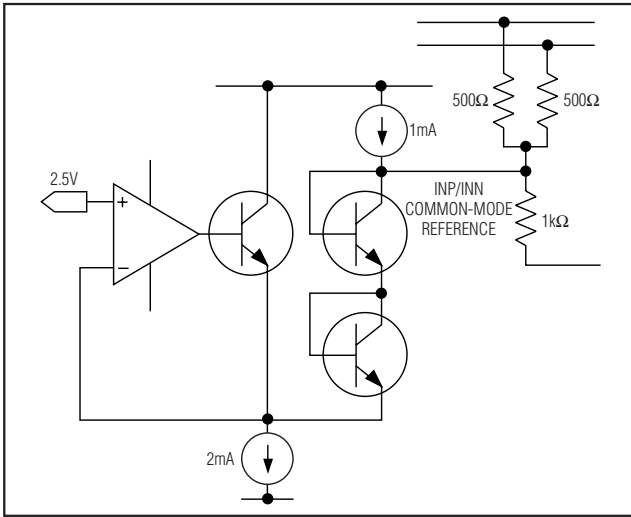 500Ω
500Ω
1mA
2.5V
+
−
INP/INN
COMMON-MODE
REFERENCE
1kΩ
2mA